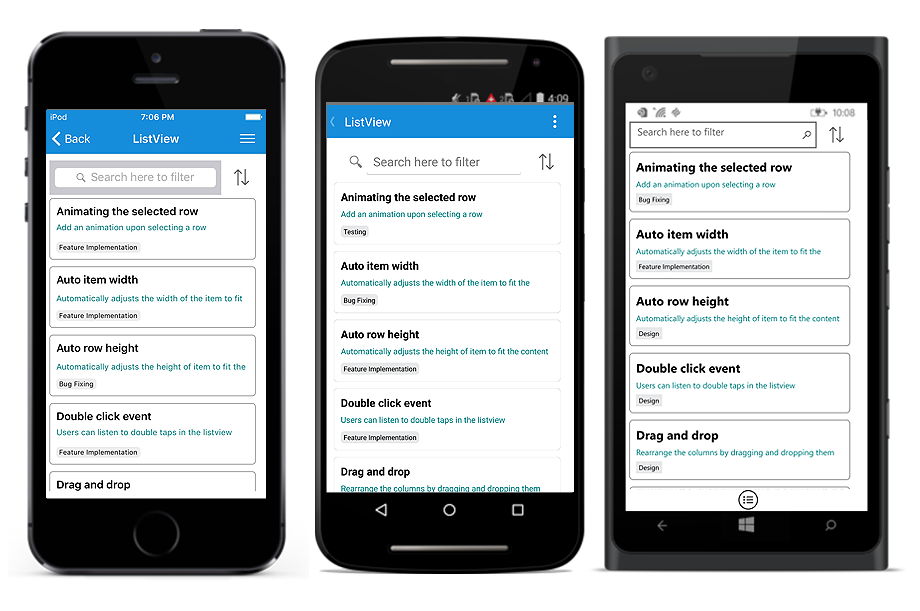 iPod 7:06 PM
Back ListView
Search here to filter
Animating the selected row
Add an animation upon selecting a row
Feature Implementation
Auto item width
Automatically adjusts the width of the item to fit
Feature Implementation
Auto row height
Automatically adjusts the height of item to fit the
Bug Fixing
Double click event
Users can listen to double taps in the listview
Feature Implementation
Drag and drop
4:09
ListView
Search here to filter
Animating the selected row
Add an animation upon selecting a row
Testing
Auto item width
Automatically adjusts the width of the item to fit the
Bug Fixing
Auto row height
Automatically adjusts the height of item to fit the content
Feature Implementation
Double click event
Users can listen to double taps in the listview
Feature Implementation
Drag and drop
Rearrange the columns by dragging and dropping them
10:08
Search here to filter
Animating the selected row
Add an animation upon selecting a row
Bug Fixing
Auto item width
Automatically adjusts the width of the item to fit the
Feature Implementation
Auto row height
Automatically adjusts the height of item to fit the content
Design
Double click event
Users can listen to double taps in the listview
Design
Drag and drop
Rearrange the columns by dragging and dropping them
Design